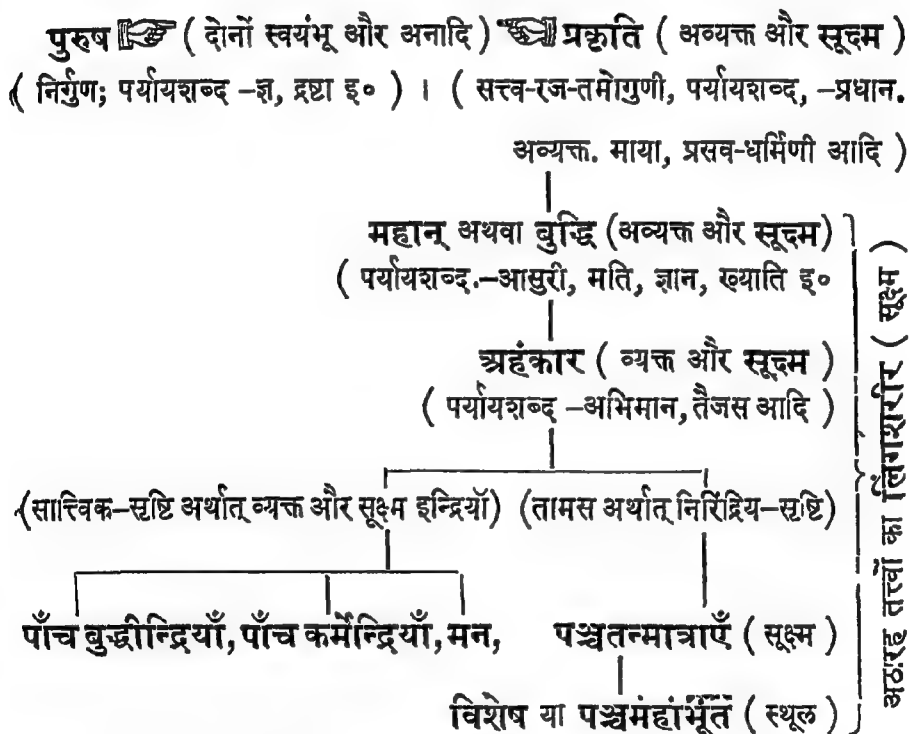 पुरुष ( दोनों स्वयंभू और अनादि ) प्रकृति ( अव्यक्त और सूक्ष्म )
( निर्गुण; पर्यायशब्द –ज्ञ, द्रष्टा इ० ) । ( सत्त्व-रज-तमोगुणी, पर्यायशब्द, –प्रधान.
अव्यक्त. माया, प्रसव-धर्मिणी आदि )
महान् अथवा बुद्धि (अव्यक्त और सूक्ष्म)
( पर्यायशब्द.–आसुरी, मति, ज्ञान, ख्याति इ०
अहंकार ( व्यक्त और सूक्ष्म )
( पर्यायशब्द –अभिमान, तैजस आदि )
(सात्त्विक–सृष्टि अर्थात् व्यक्त और सूक्ष्म इन्द्रियाँ) (तामस अर्थात् निरिंद्रिय–सृष्टि)
पाँच बुद्धीन्द्रियाँ, पाँच कर्मेन्द्रियाँ, मन, पञ्चतन्मात्राएँ ( सूक्ष्म )
विशेष या पञ्चमहाभूत ( स्थूल )
अठारह तत्त्वों का लिंगशरीर ( सूक्ष्म )